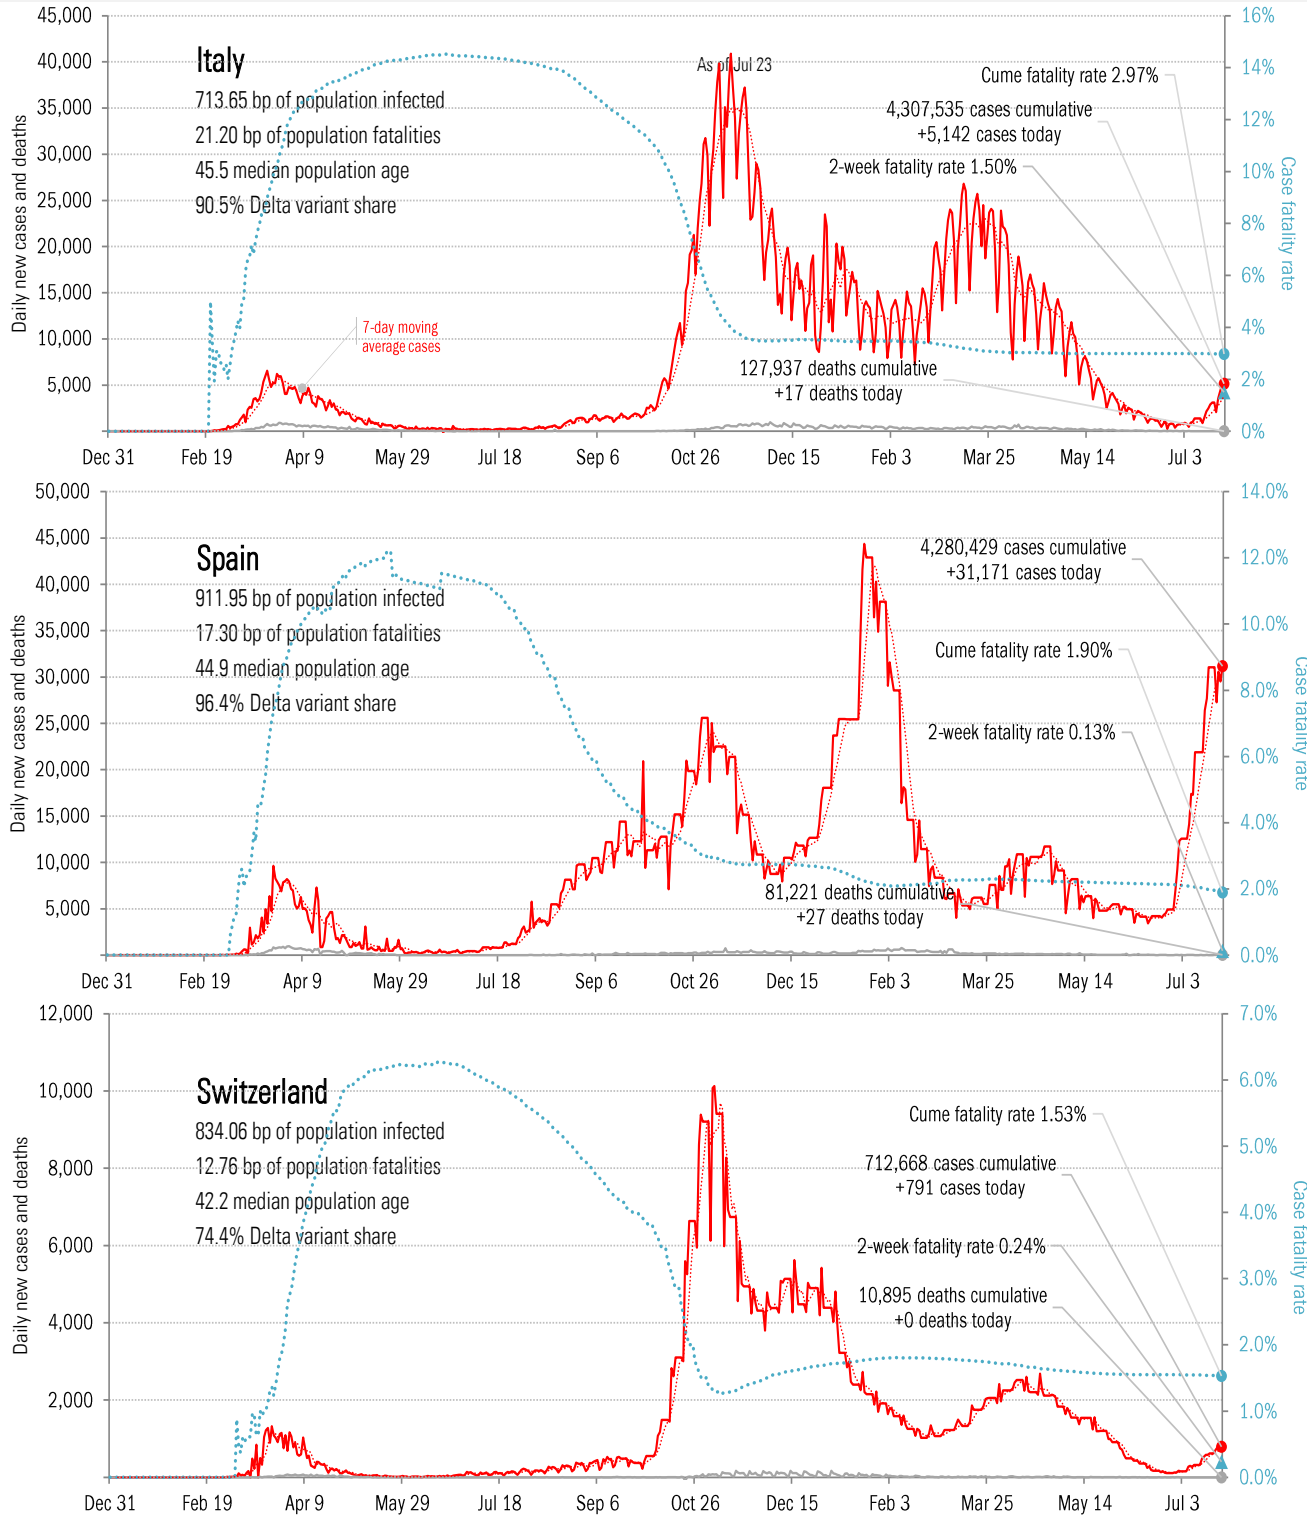 45,000
40,000
35,000
30,000
25,000
20,000
15,000
10,000
5,000
Daily new cases and deaths
Italy
713.65 bp of population infected
21.20 bp of population fatalities
45.5 median population age
90.5% Delta variant share
7-day moving
average cases
As of Jul 23
Cume fatality rate 2.97%
4,307,535 cases cumulative
+5,142 cases today
2-week fatality rate 1.50%
127,937 deaths cumulative
+17 deaths today
16%
14%
12%
10%
8%
6%
4%
2%
0%
Case fatality rate
Dec 31 Feb 19 Apr 9 May 29 Jul 18 Sep 6 Oct 26 Dec 15 Feb 3 Mar 25 May 14 Jul 3
50,000
45,000
40,000
35,000
30,000
25,000
20,000
15,000
10,000
5,000
Daily new cases and deaths
Spain
911.95 bp of population infected
17.30 bp of population fatalities
44.9 median population age
96.4% Delta variant share
4,280,429 cases cumulative
+31,171 cases today
Cume fatality rate 1.90%
2-week fatality rate 0.13%
81,221 deaths cumulative
+27 deaths today
14.0%
12.0%
10.0%
8.0%
6.0%
4.0%
2.0%
0.0%
Case fatality rate
Dec 31 Feb 19 Apr 9 May 29 Jul 18 Sep 6 Oct 26 Dec 15 Feb 3 Mar 25 May 14 Jul 3
12,000
10,000
8,000
6,000
4,000
2,000
Daily new cases and deaths
Switzerland
834.06 bp of population infected
12.76 bp of population fatalities
42.2 median population age
74.4% Delta variant share
Cume fatality rate 1.53%
712,668 cases cumulative
+791 cases today
2-week fatality rate 0.24%
10,895 deaths cumulative
+0 deaths today
7.0%
6.0%
5.0%
4.0%
3.0%
2.0%
1.0%
0.0%
Case fatality rate
Dec 31 Feb 19 Apr 9 May 29 Jul 18 Sep 6 Oct 26 Dec 15 Feb 3 Mar 25 May 14 Jul 3